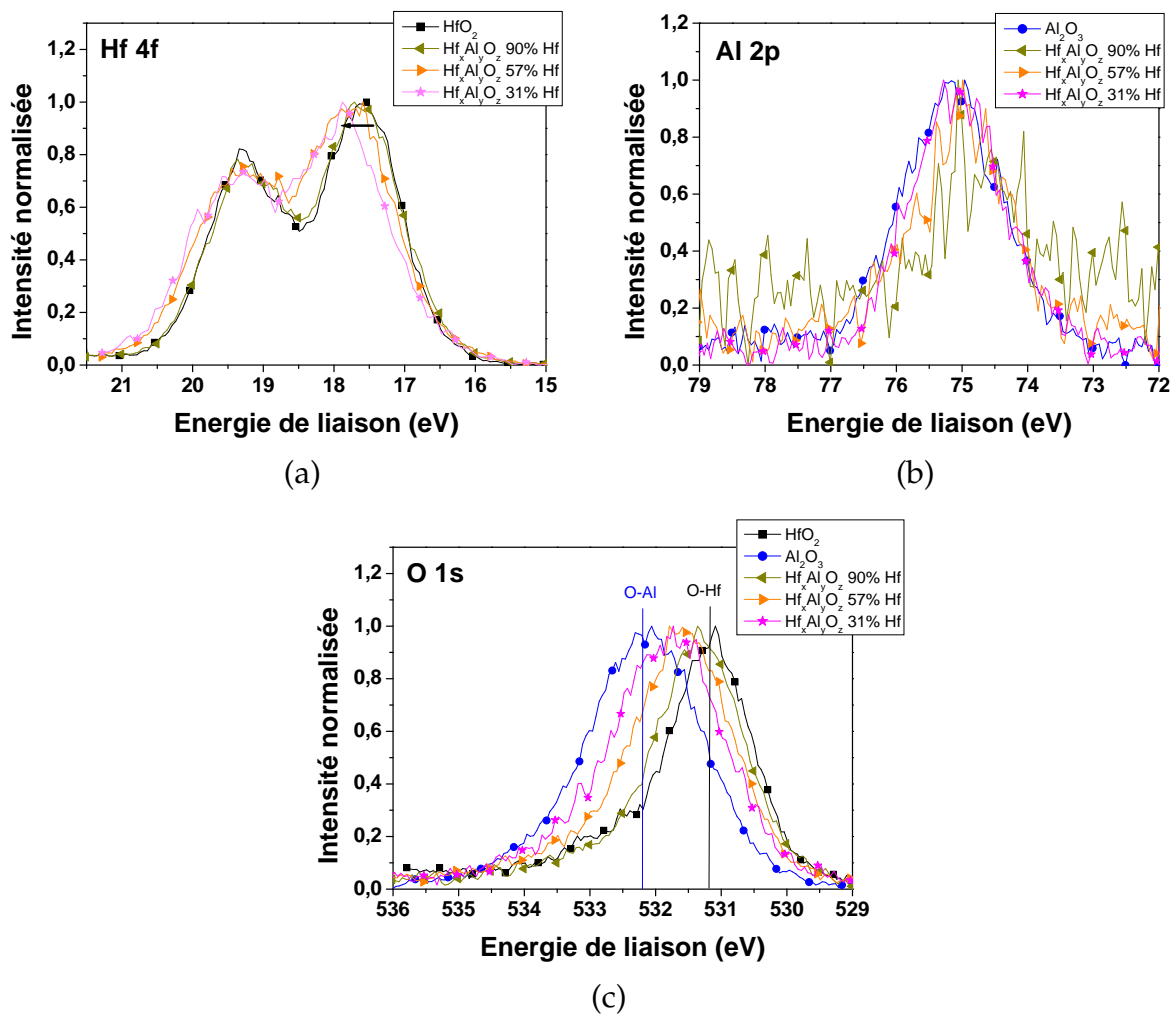 Hf 4f
HfO2
HfxAlyOz 90% Hf
HfxAlyOz 57% Hf
HfxAlyOz 31% Hf
Intensité normalisée
1,2
1,0
0,8
0,6
0,4
0,2
0,0
21 20 19 18 17 16 15
Energie de liaison (eV)
(a)
Al 2p
Al2O3
HfxAlyOz 90% Hf
HfxAlyOz 57% Hf
HfxAlyOz 31% Hf
Intensité normalisée
1,2
1,0
0,8
0,6
0,4
0,2
0,0
79 78 77 76 75 74 73 72
Energie de liaison (eV)
(b)
O 1s
HfO2
Al2O3
HfxAlyOz 90% Hf
HfxAlyOz 57% Hf
HfxAlyOz 31% Hf
O-Al O-Hf
Intensité normalisée
1,2
1,0
0,8
0,6
0,4
0,2
0,0
536 535 534 533 532 531 530 529
Energie de liaison (eV)
(c)